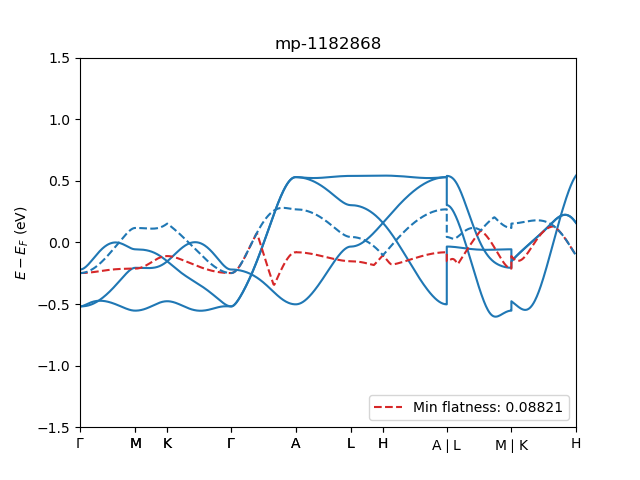 mp-1182868
1.5
1.0
0.5
0.0
−0.5
−1.0
−1.5
E − E_F (eV)
Γ M K Γ A L H A | L M | K H
Min flatness: 0.08821